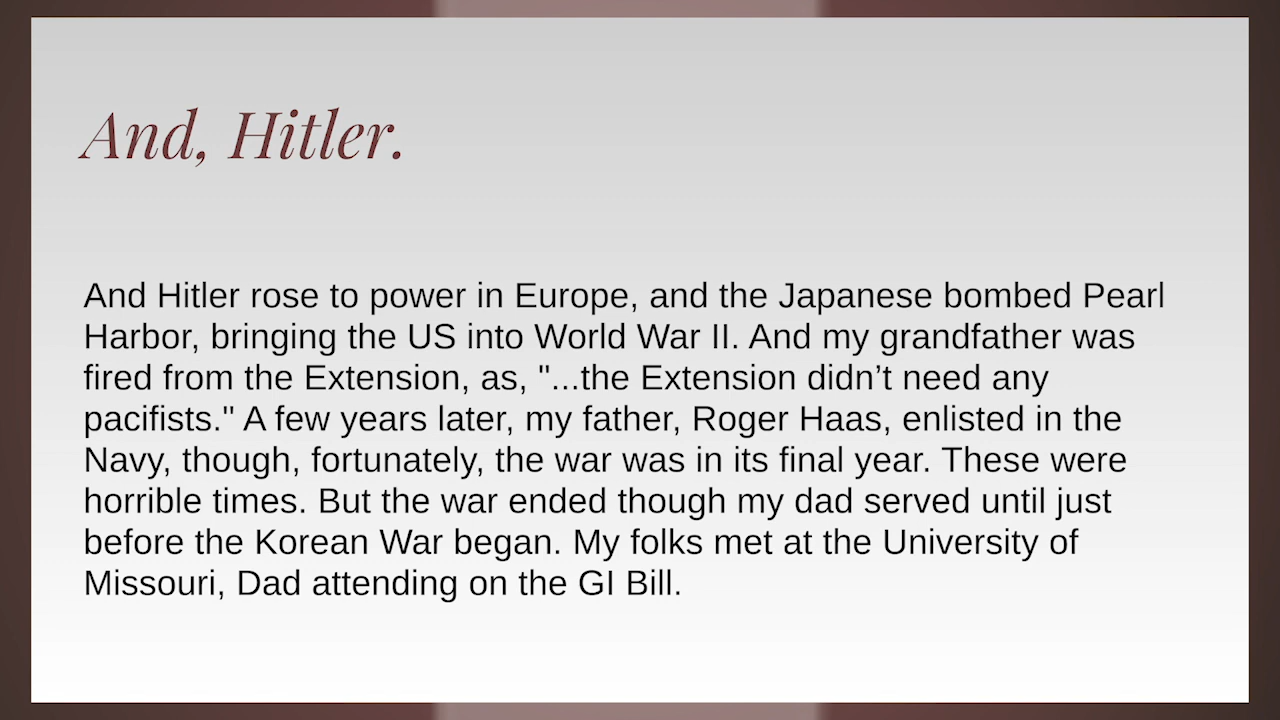 And, Hitler.
And Hitler rose to power in Europe, and the Japanese bombed Pearl
Harbor, bringing the US into World War II. And my grandfather was
fired from the Extension, as, "...the Extension didn’t need any
pacifists." A few years later, my father, Roger Haas, enlisted in the
Navy, though, fortunately, the war was in its final year. These were
horrible times. But the war ended though my dad served until just
before the Korean War began. My folks met at the University of
Missouri, Dad attending on the GI Bill.